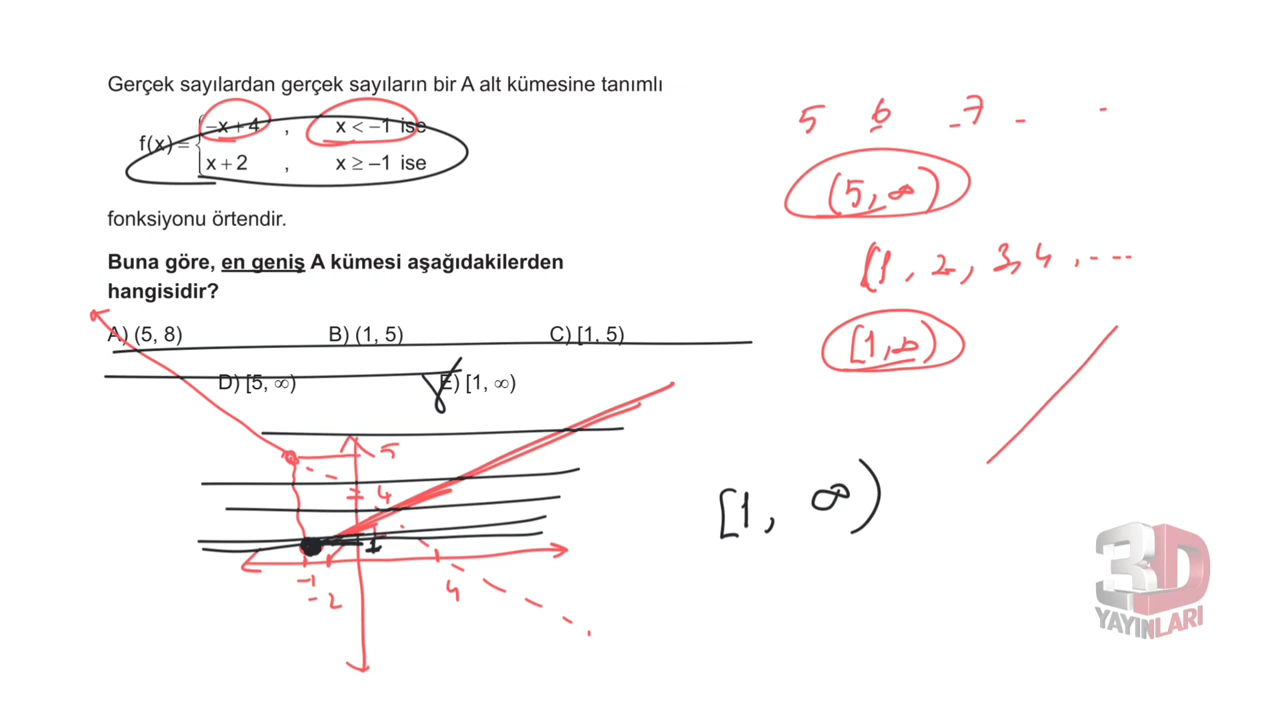 Gerçek sayılardan gerçek sayıların bir A alt kümesine tanımlı
-x+4 , x < -1 ise
f(x) =
x+2 , x ≥ -1 ise
fonksiyonu örtendir.
Buna göre, en geniş A kümesi aşağıdakilerden
hangisidir?
A) (5, 8) B) (1, 5) C) [1, 5)
D) [5, ∞) E) [1, ∞)
5 6 7
(5, ∞)
[1, 2, 3, 4, ....
[1, ∞)
5
4
1
-1
-2
4
[1, ∞)
3D
YAYINLARI